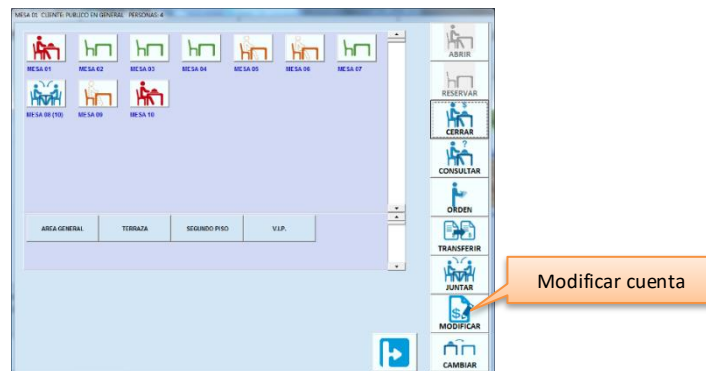 MESA 01 CLIENTE: PUBLICO EN GENERAL PERSONAS: 4
MESA 01 MESA 02 MESA 03 MESA 04 MESA 05 MESA 06 MESA 07
MESA 08 (10) MESA 09 MESA 10
AREA GENERAL TERRAZA SEGUNDO PISO V.I.P.
ABRIR
RESERVAR
CERRAR
CONSULTAR
ORDEN
TRANSFERIR
JUNTAR
MODIFICAR
CAMBIAR
Modificar cuenta